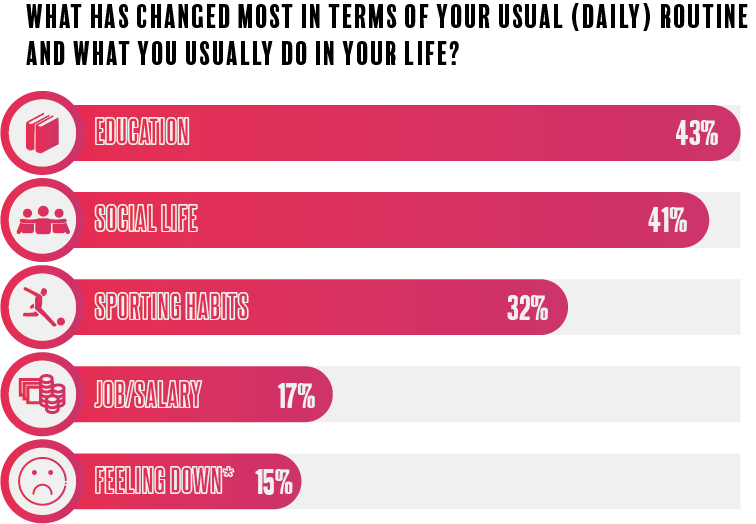 WHAT HAS CHANGED MOST IN TERMS OF YOUR USUAL (DAILY) ROUTINE
AND WHAT YOU USUALLY DO IN YOUR LIFE?
EDUCATION 43%
SOCIAL LIFE 41%
SPORTING HABITS 32%
JOB/SALARY 17%
FEELING DOWN* 15%